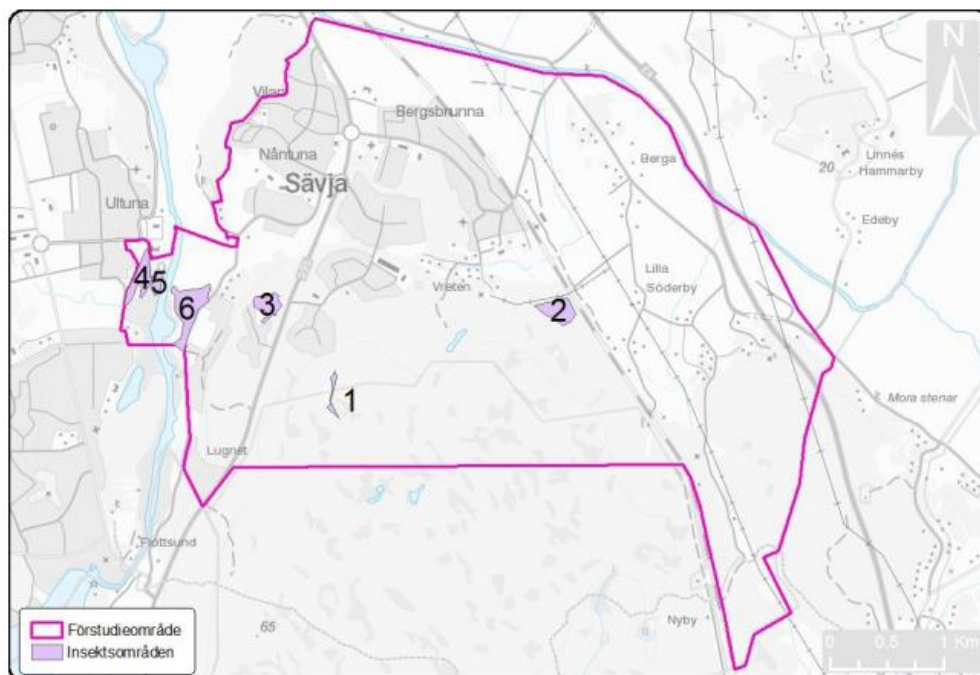 N
Vilan
Bergsbrunna
Nåntuna
Sävja
Berga
20
Linnés
Hammarby
Ultuna
Edeby
4
5
6
3
Vreten
2
Lilla
Söderby
1
Mora stenar
Lugnet
Flottsund
65
Nyby
Förstudieområde
Insektsområden
0 0.5 1 Km